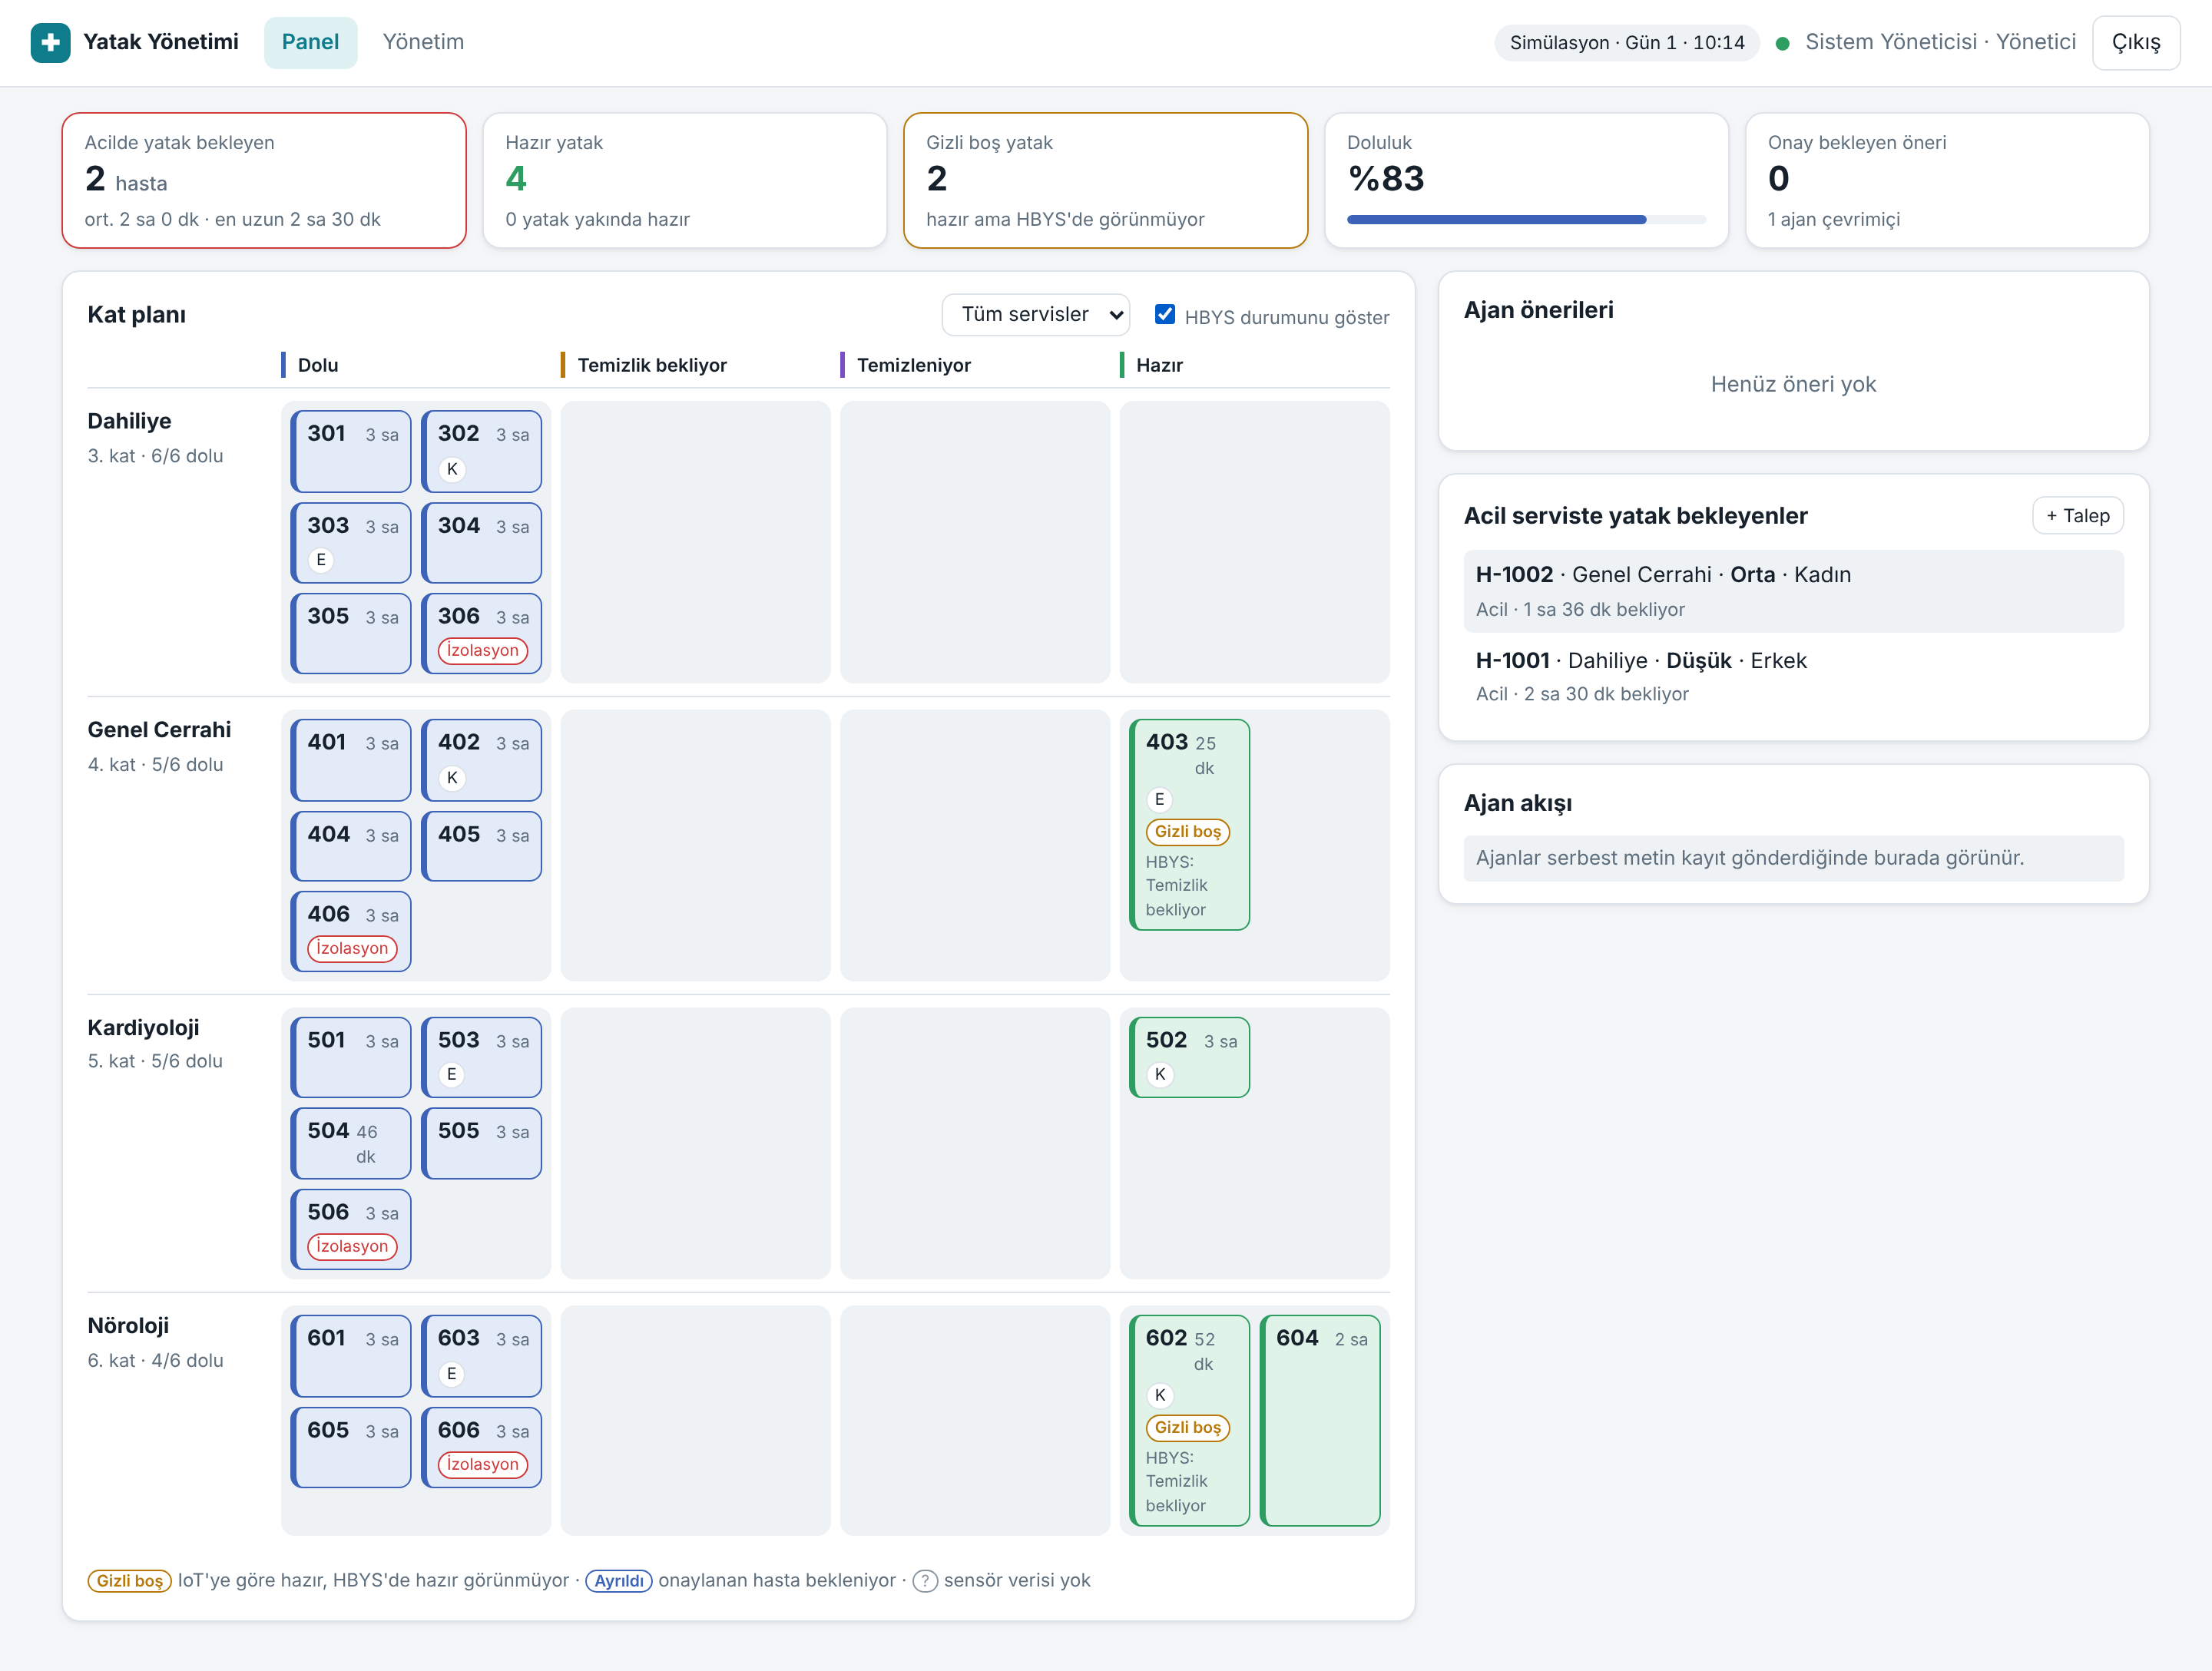 Yatak Yönetimi
Panel
Yönetim
Simülasyon · Gün 1 · 10:14
Sistem Yöneticisi · Yönetici
Çıkış
Acilde yatak bekleyen
2 hasta
ort. 2 sa 0 dk · en uzun 2 sa 30 dk
Hazır yatak
4
0 yatak yakında hazır
Gizli boş yatak
2
hazır ama HBYS'de görünmüyor
Doluluk
%83
Onay bekleyen öneri
0
1 ajan çevrimiçi
Kat planı
Tüm servisler
HBYS durumunu göster
Dolu
Temizlik bekliyor
Temizleniyor
Hazır
Dahiliye
3. kat · 6/6 dolu
301 3 sa
302 3 sa
K
303 3 sa
E
304 3 sa
305 3 sa
306 3 sa
İzolasyon
Genel Cerrahi
4. kat · 5/6 dolu
401 3 sa
402 3 sa
K
404 3 sa
405 3 sa
406 3 sa
İzolasyon
403 25
dk
E
Gizli boş
HBYS:
Temizlik
bekliyor
Kardiyoloji
5. kat · 5/6 dolu
501 3 sa
503 3 sa
E
504 46
dk
505 3 sa
506 3 sa
İzolasyon
502 3 sa
K
Nöroloji
6. kat · 4/6 dolu
601 3 sa
603 3 sa
E
605 3 sa
606 3 sa
İzolasyon
602 52
dk
K
Gizli boş
HBYS:
Temizlik
bekliyor
604 2 sa
Gizli boş IoT'ye göre hazır, HBYS'de hazır görünmüyor · Ayrıldı onaylanan hasta bekleniyor · ? sensör verisi yok
Ajan önerileri
Henüz öneri yok
Acil serviste yatak bekleyenler
+ Talep
H-1002 · Genel Cerrahi · Orta · Kadın
Acil · 1 sa 36 dk bekliyor
H-1001 · Dahiliye · Düşük · Erkek
Acil · 2 sa 30 dk bekliyor
Ajan akışı
Ajanlar serbest metin kayıt gönderdiğinde burada görünür.